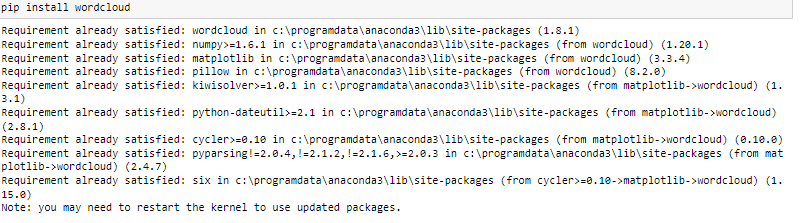 pip install wordcloud
Requirement already satisfied: wordcloud in c:\programdata\anaconda3\lib\site-packages (1.8.1)
Requirement already satisfied: numpy>=1.6.1 in c:\programdata\anaconda3\lib\site-packages (from wordcloud) (1.20.1)
Requirement already satisfied: matplotlib in c:\programdata\anaconda3\lib\site-packages (from wordcloud) (3.3.4)
Requirement already satisfied: pillow in c:\programdata\anaconda3\lib\site-packages (from wordcloud) (8.2.0)
Requirement already satisfied: kiwisolver>=1.0.1 in c:\programdata\anaconda3\lib\site-packages (from matplotlib->wordcloud) (1.
3.1)
Requirement already satisfied: python-dateutil>=2.1 in c:\programdata\anaconda3\lib\site-packages (from matplotlib->wordcloud)
(2.8.1)
Requirement already satisfied: cycler>=0.10 in c:\programdata\anaconda3\lib\site-packages (from matplotlib->wordcloud) (0.10.0)
Requirement already satisfied: pyparsing!=2.0.4,!=2.1.2,!=2.1.6,>=2.0.3 in c:\programdata\anaconda3\lib\site-packages (from mat
plotlib->wordcloud) (2.4.7)
Requirement already satisfied: six in c:\programdata\anaconda3\lib\site-packages (from cycler>=0.10->matplotlib->wordcloud) (1.
15.0)
Note: you may need to restart the kernel to use updated packages.